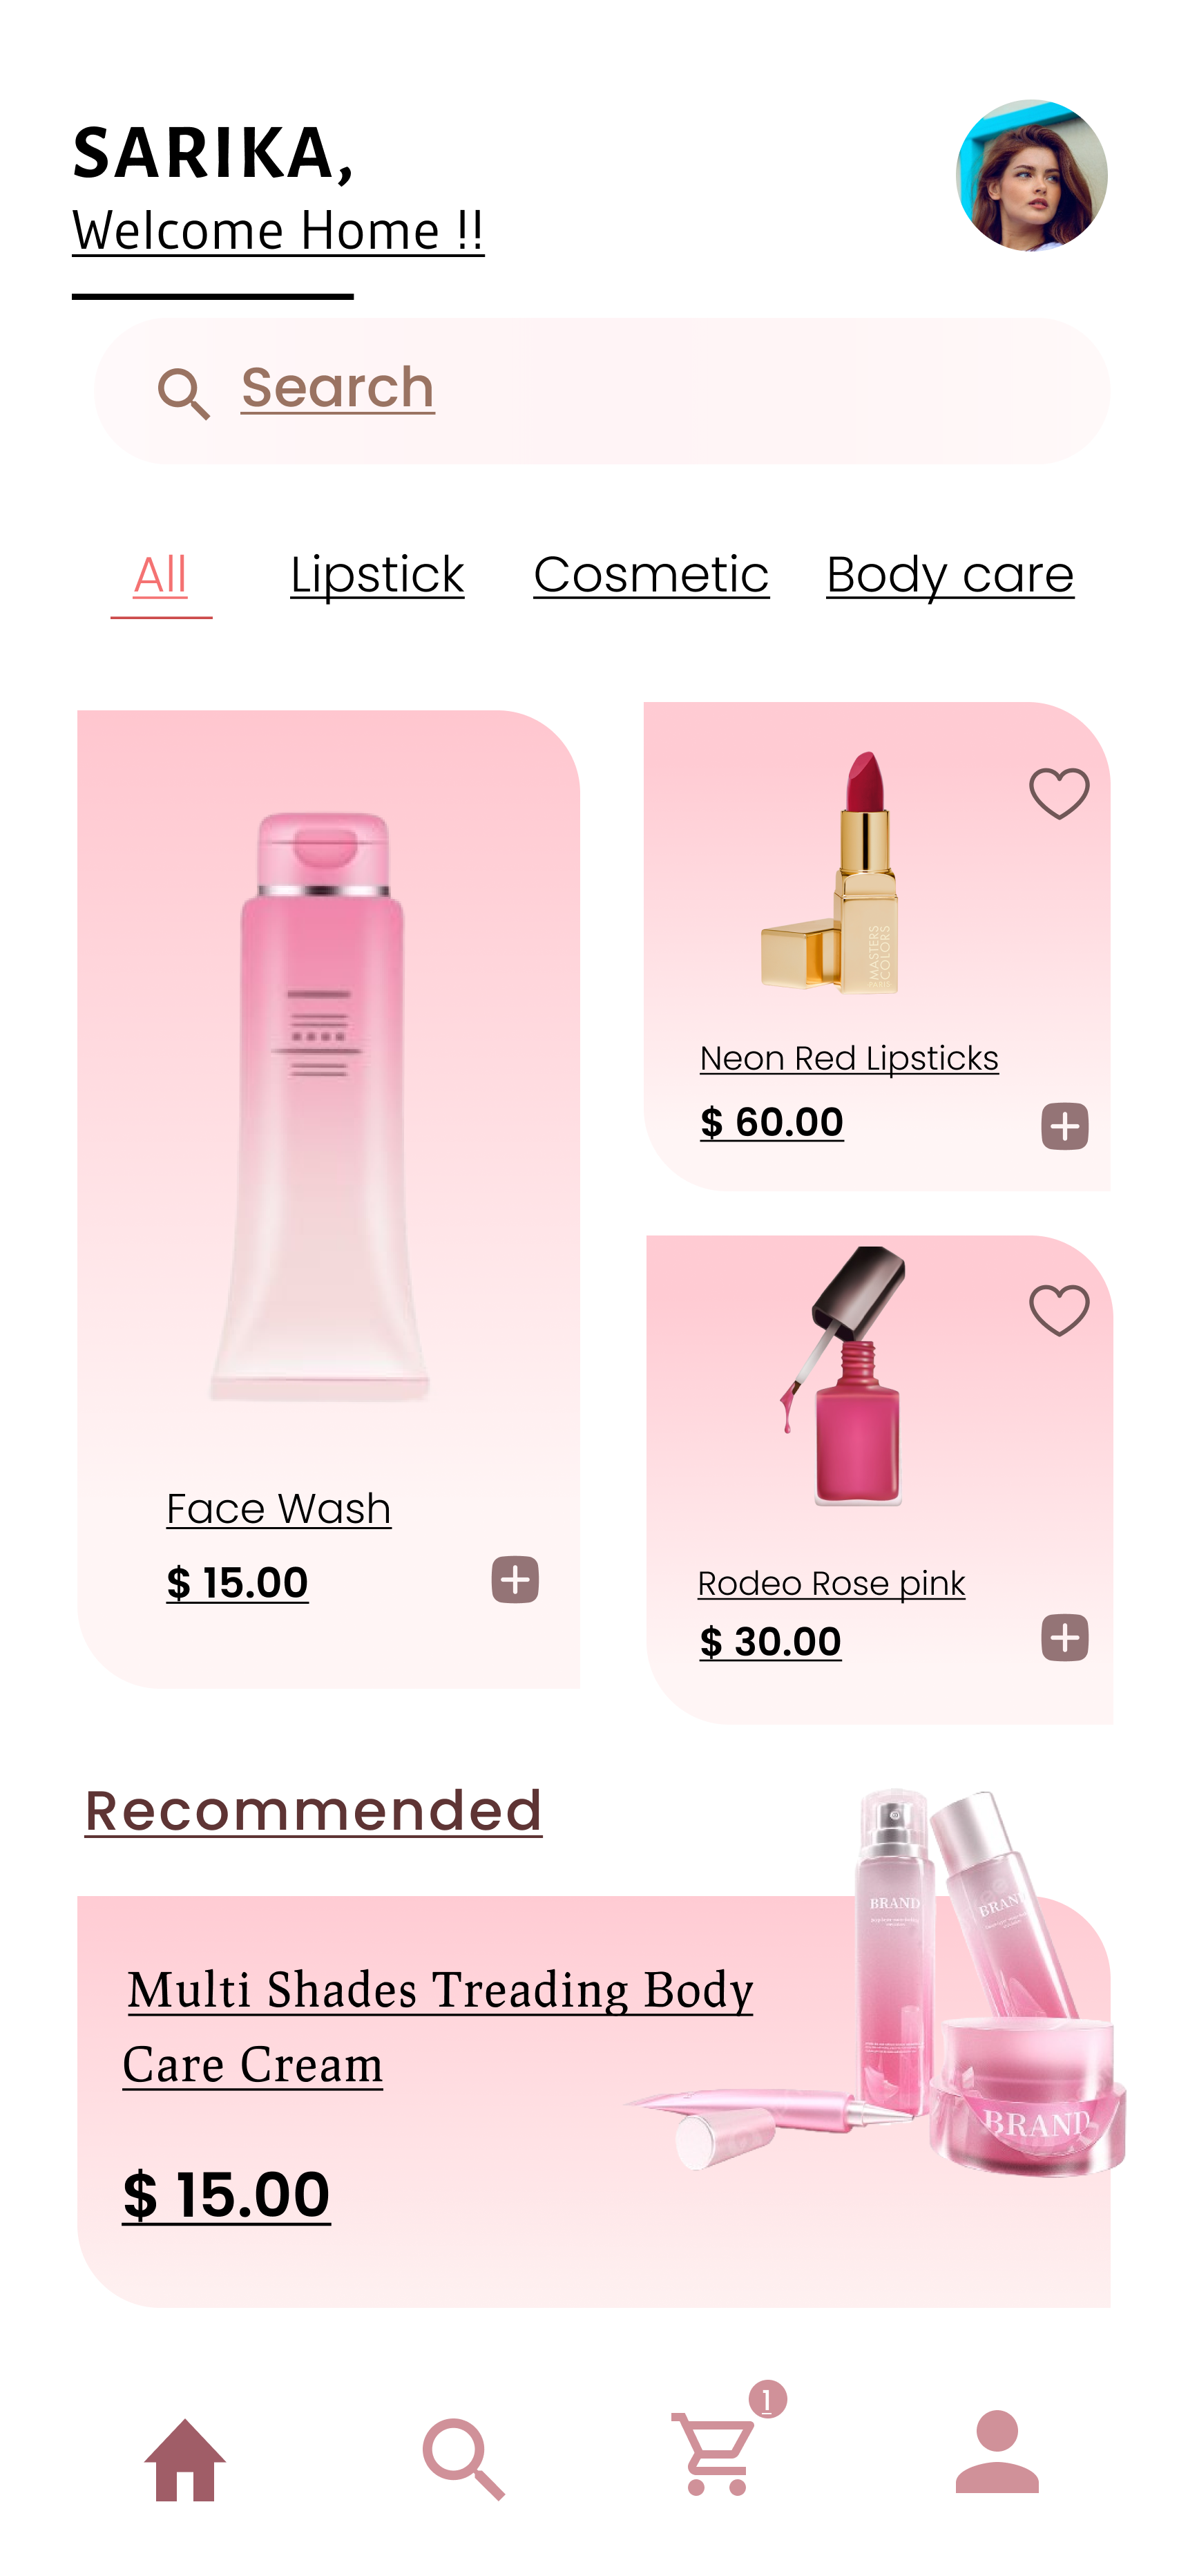 SARIKA,
Welcome Home !!
Search
All Lipstick Cosmetic Body care
MASTERS
COLORS
Neon Red Lipsticks
$ 60.00
Face Wash
$ 15.00
Rodeo Rose pink
$ 30.00
Recommended
BRAND
BRAND
Multi Shades Treading Body
Care Cream
BRAND
$ 15.00
1